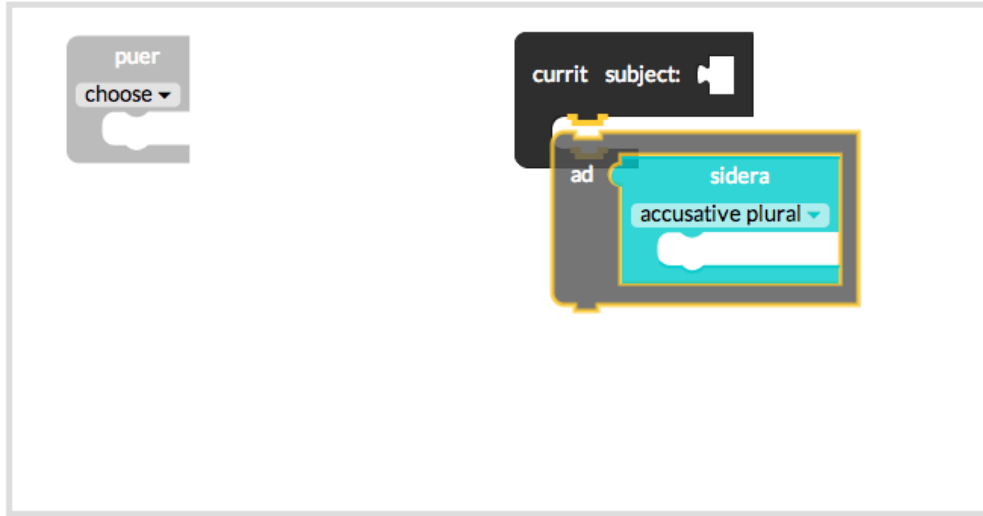 puer
choose
currit subject:
ad sidera
accusative plural